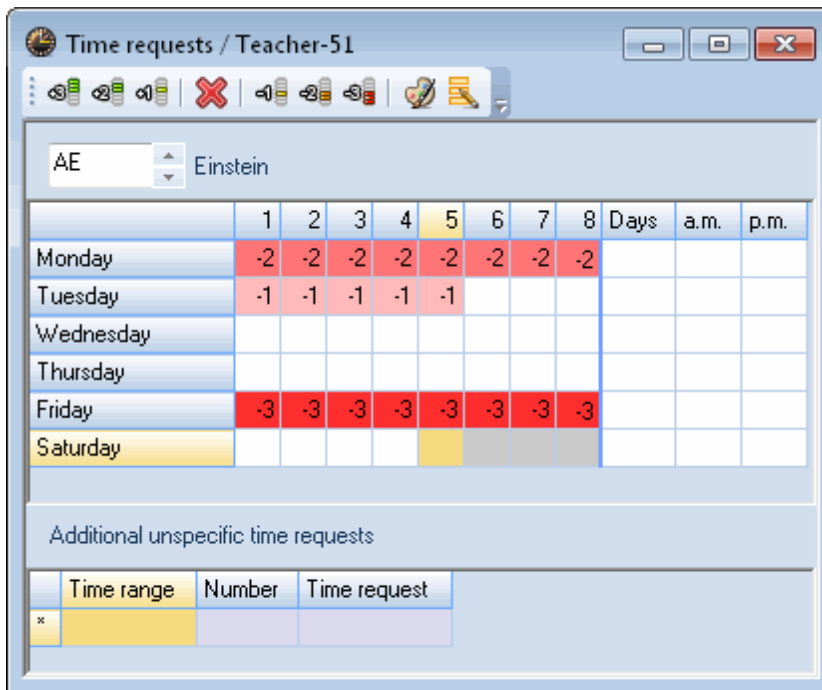 Time requests / Teacher-51
AE Einstein
1 2 3 4 5 6 7 8 Days a.m. p.m.
Monday -2 -2 -2 -2 -2 -2 -2 -2
Tuesday -1 -1 -1 -1 -1
Wednesday
Thursday
Friday -3 -3 -3 -3 -3 -3 -3 -3
Saturday
Additional unspecific time requests
Time range Number Time request
*